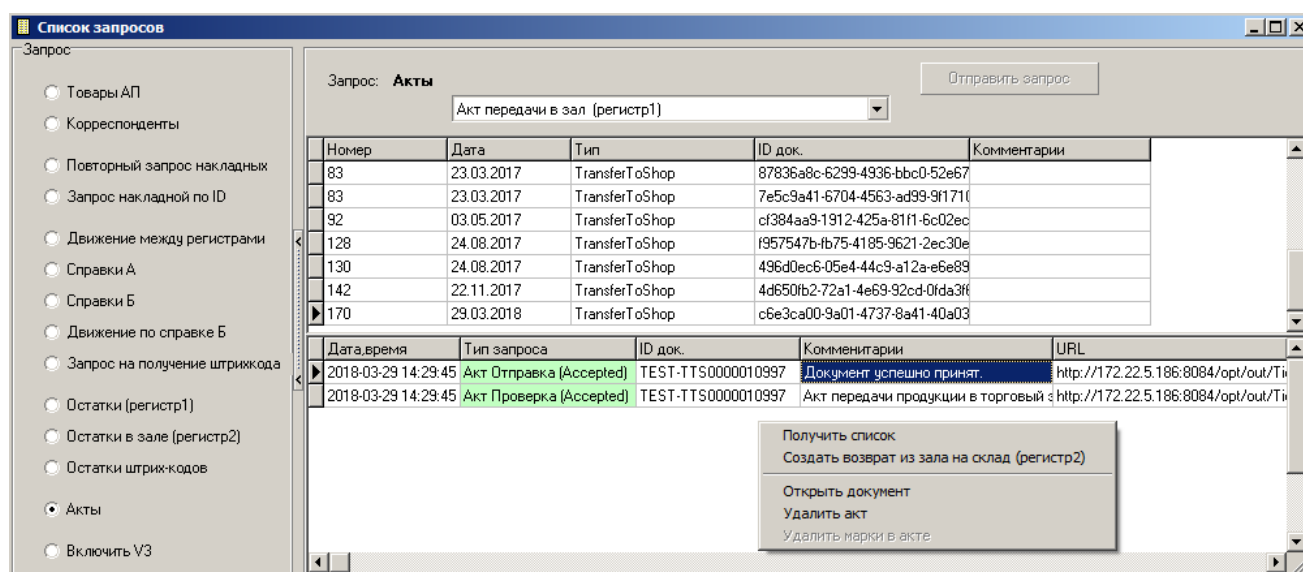 Список запросов
Запрос
Товары АП
Корреспонденты
Повторный запрос накладных
Запрос накладной по ID
Движение между регистрами
Справки А
Справки Б
Движение по справке Б
Запрос на получение штрихкода
Остатки (регистр1)
Остатки в зале (регистр2)
Остатки штрих-кодов
Акты
Включить V3
Запрос: Акты
Отправить запрос
Акт передачи в зал (регистр1)
Номер Дата Тип ID док. Комментарии
83 23.03.2017 TransferToShop 87836a8c-6299-4936-bbc0-52e67
83 23.03.2017 TransferToShop 7e5c9a41-6704-4563-ad99-9f171(
92 03.05.2017 TransferToShop cf384aa9-1912-425a-81f1-6c02ec
128 24.08.2017 TransferToShop f957547b-fb75-4185-9621-2ec30e
130 24.08.2017 TransferToShop 496d0ec6-05e4-44c9-a12a-e6e89
142 22.11.2017 TransferToShop 4d650fb2-72a1-4e69-92cd-0fda3f
170 29.03.2018 TransferToShop c6e3ca00-9a01-4737-8a41-40a03
Дата,время Тип запроса ID док. Комменитарии URL
2018-03-29 14:29:45 Акт Отправка (Accepted) TEST-TTS0000010997 Документ успешно принят. http://172.22.5.186:8084/opt/out/Ti
2018-03-29 14:29:45 Акт Проверка (Accepted) TEST-TTS0000010997 Акт передачи продукции в торговый з http://172.22.5.186:8084/opt/out/Ti
Получить список
Создать возврат из зала на склад (регистр2)
Открыть документ
Удалить акт
Удалить марки в акте